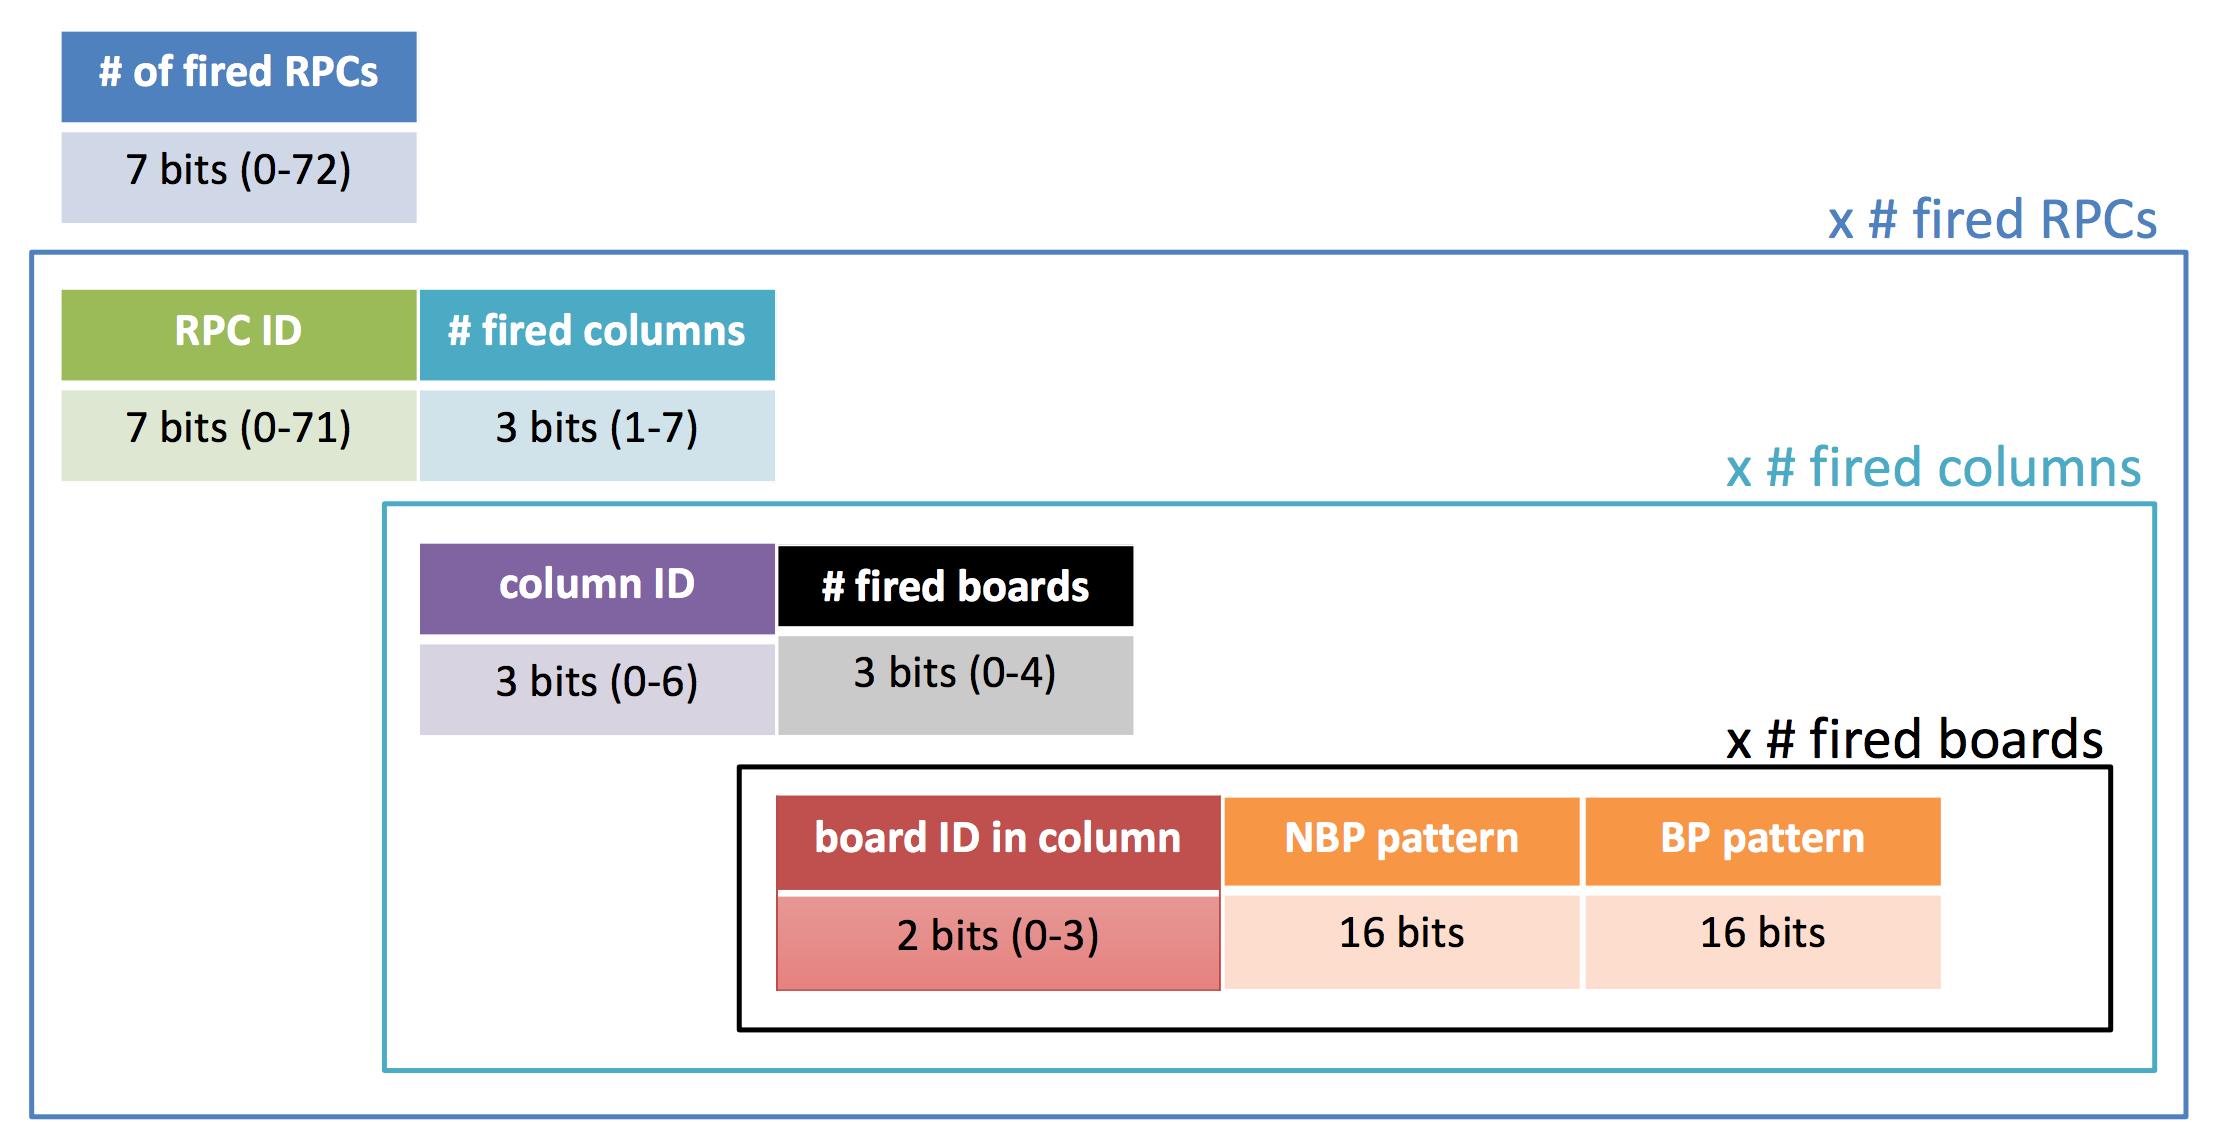 # of fired RPCs
7 bits (0-72)
x # fired RPCs
RPC ID
# fired columns
7 bits (0-71)
3 bits (1-7)
x # fired columns
column ID
# fired boards
3 bits (0-6)
3 bits (0-4)
x # fired boards
board ID in column
NBP pattern
BP pattern
2 bits (0-3)
16 bits
16 bits